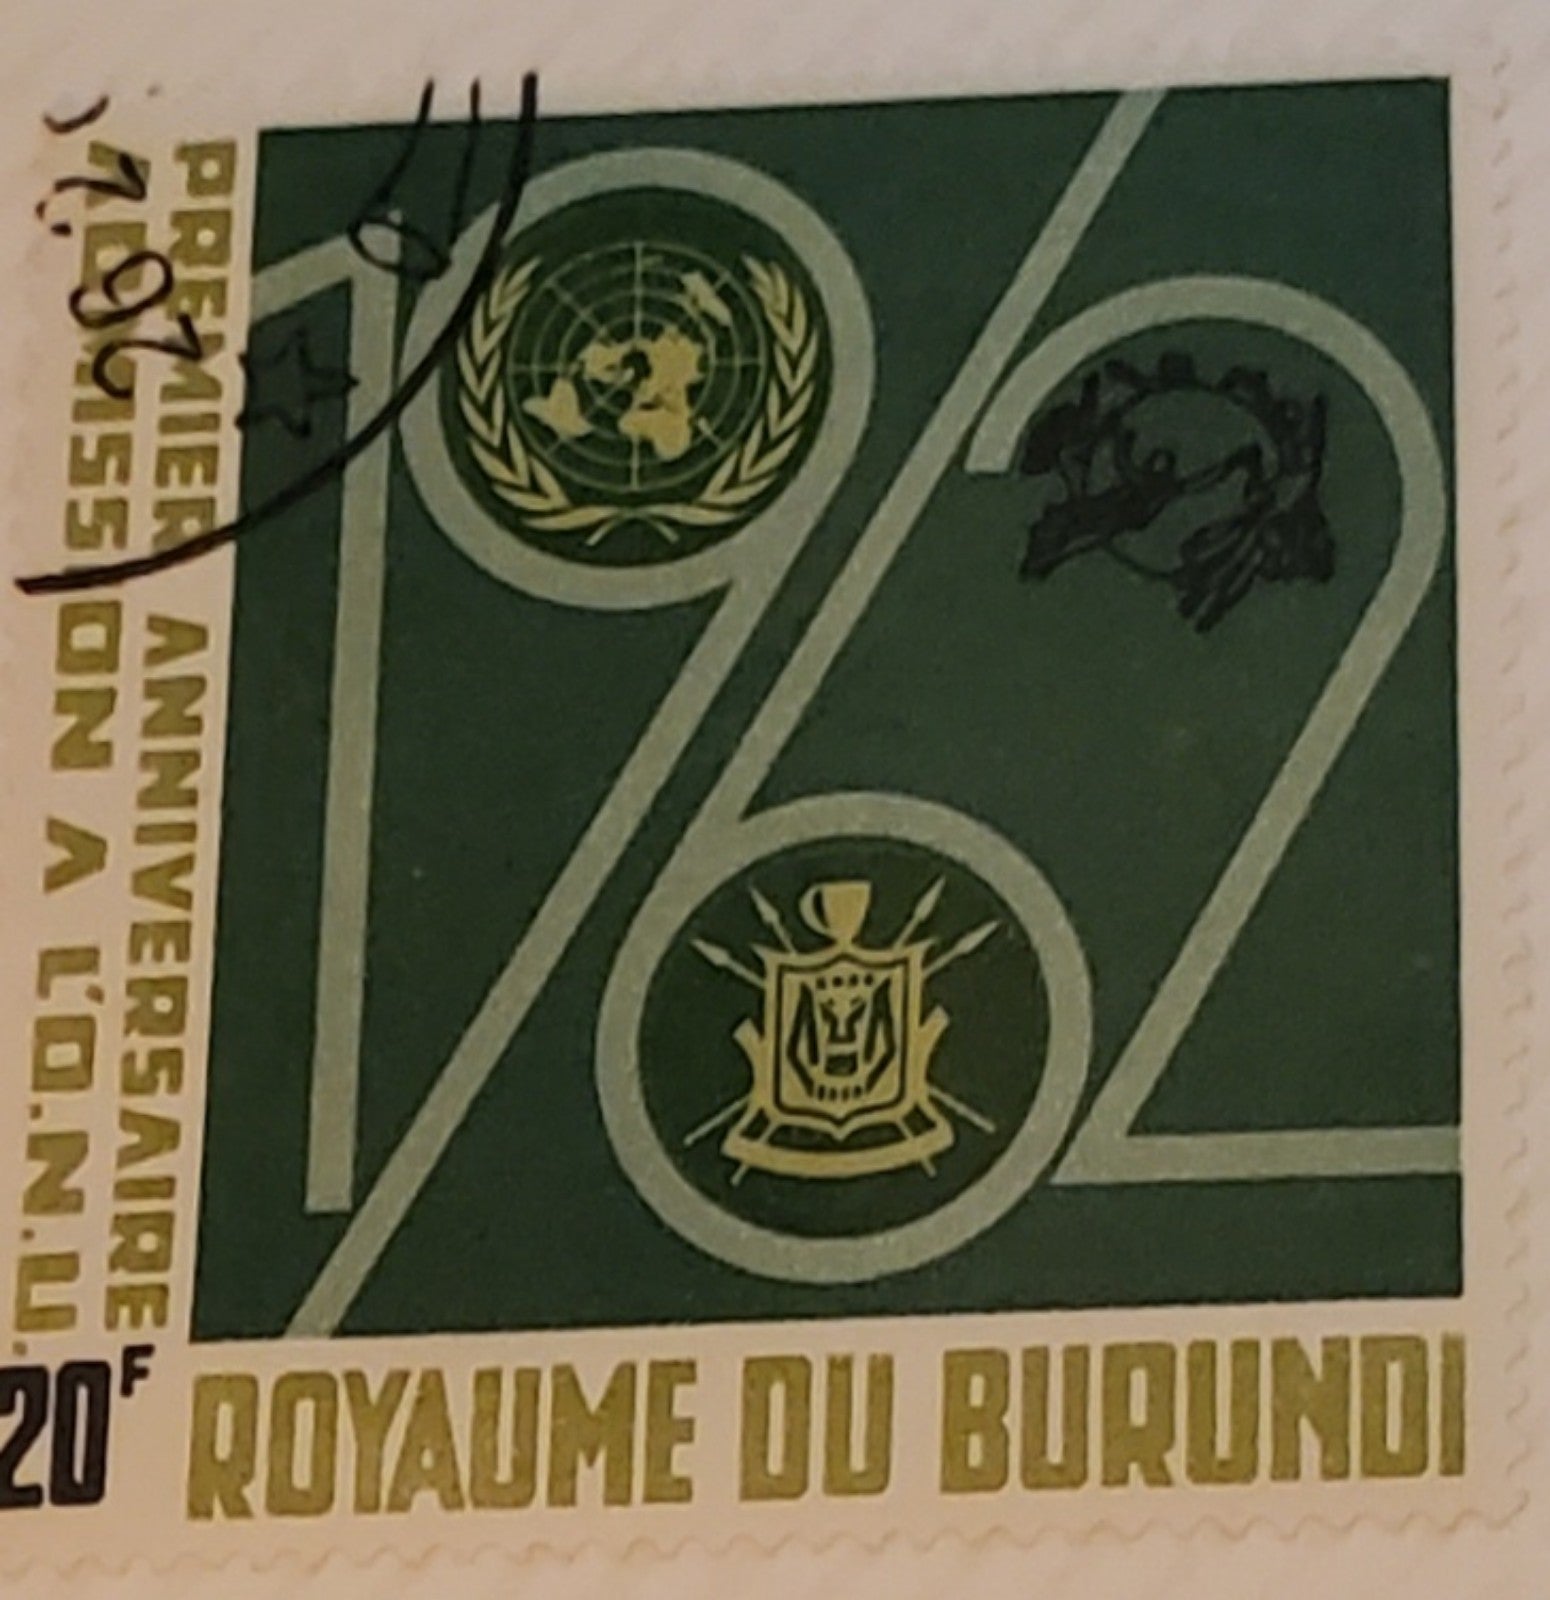 PREMIER ANNIVERSAIRE
ADMISSION A L'O.N.U.
1962
20F
ROYAUME DU BURUNDI